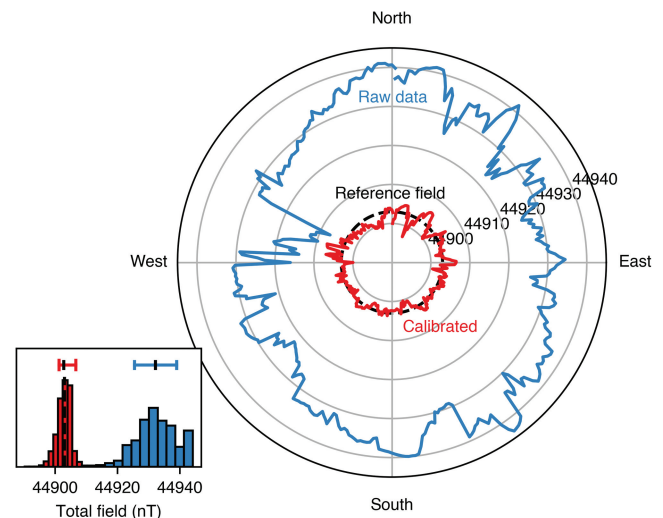 North
Raw data
44940
44930
44920
44910
44900
Reference field
West
East
Calibrated
44900 44920 44940
Total field (nT)
South